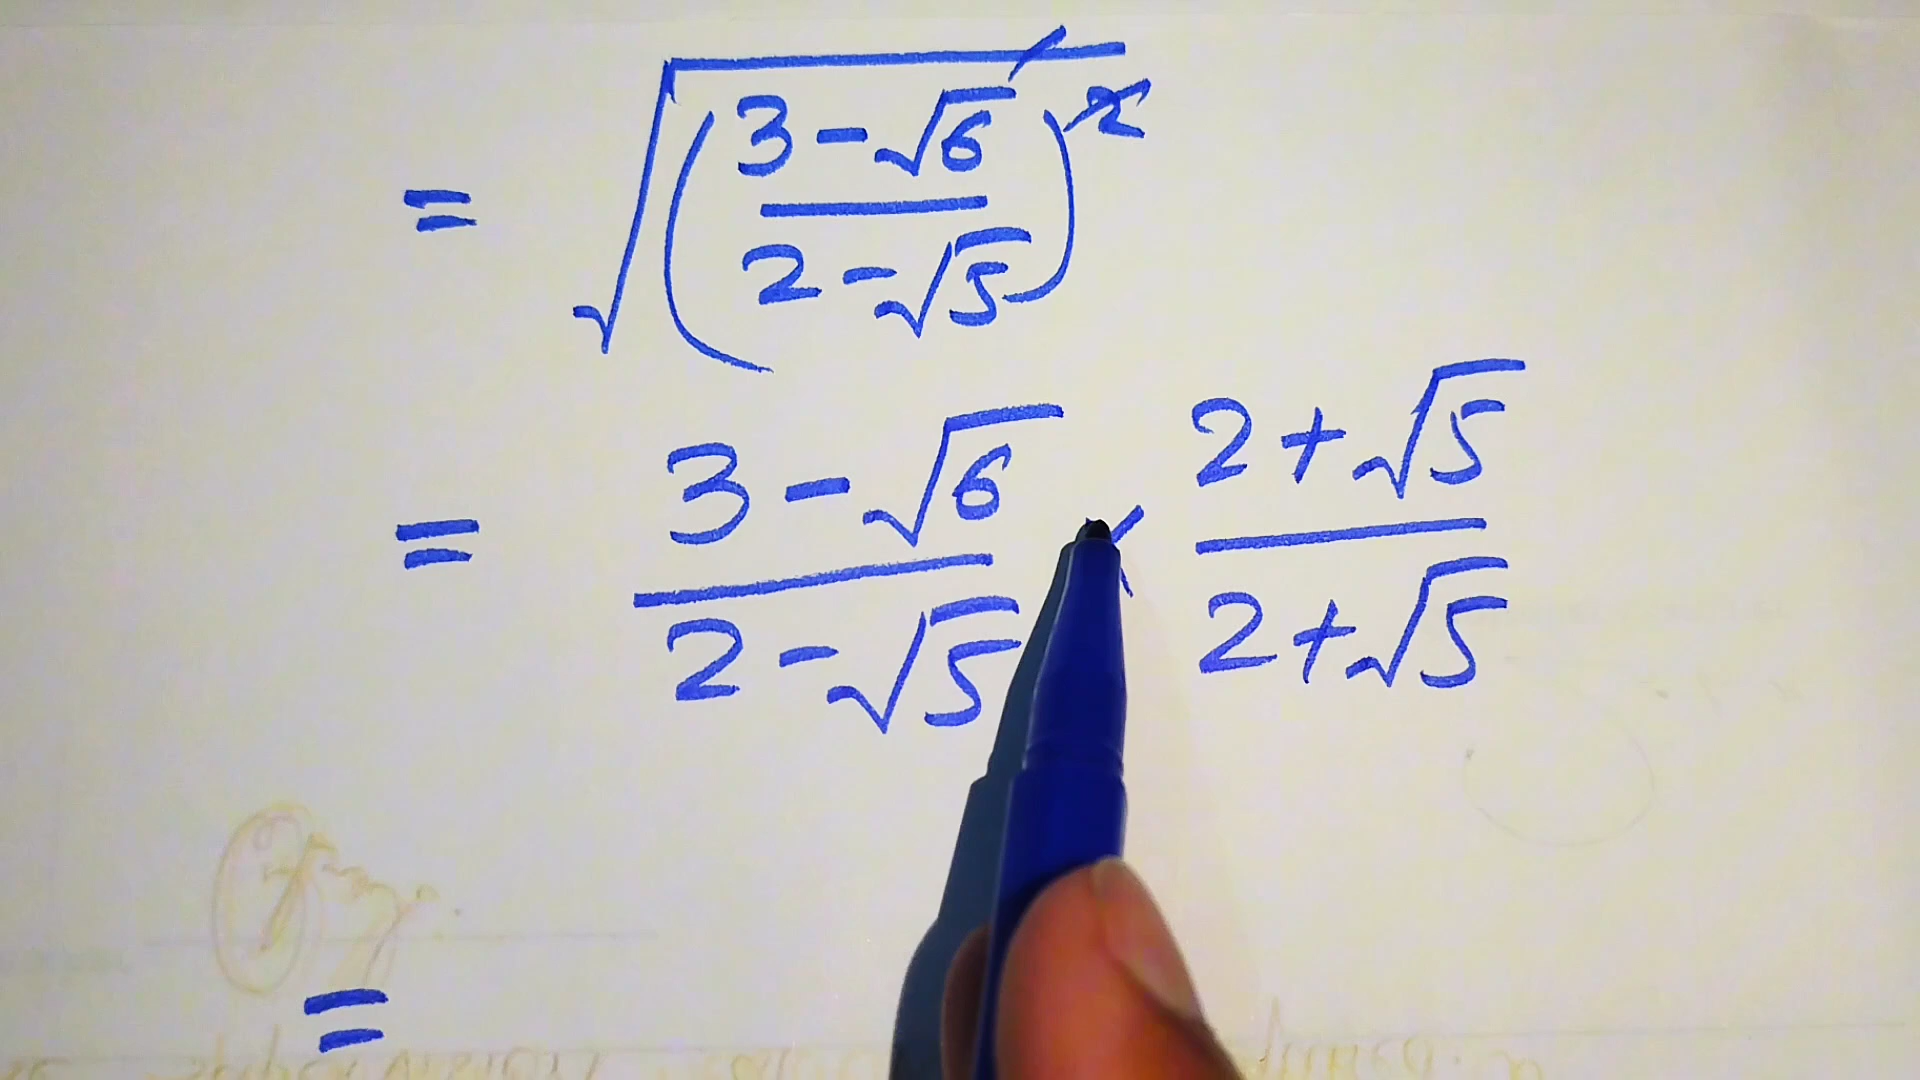 = √((3 - √6)/(2 - √5))²
= (3 - √6)/(2 - √5) × (2 + √5)/(2 + √5)
=